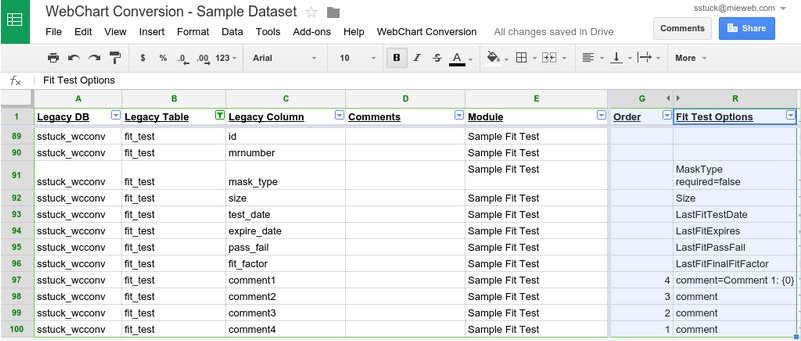 WebChart Conversion - Sample Dataset
sstuck@mieweb.com
File Edit View Insert Format Data Tools Add-ons Help WebChart Conversion All changes saved in Drive
Comments Share
$ % .0 .00 123 Arial 10 B I S A More
fx Fit Test Options
A B C D E G R
1 Legacy DB Legacy Table Legacy Column Comments Module Order Fit Test Options
89 sstuck_wcconv fit_test id Sample Fit Test
90 sstuck_wcconv fit_test mrnumber Sample Fit Test
91 sstuck_wcconv fit_test mask_type Sample Fit Test MaskType
required=false
92 sstuck_wcconv fit_test size Sample Fit Test Size
93 sstuck_wcconv fit_test test_date Sample Fit Test LastFitTestDate
94 sstuck_wcconv fit_test expire_date Sample Fit Test LastFitExpires
95 sstuck_wcconv fit_test pass_fail Sample Fit Test LastFitPassFail
96 sstuck_wcconv fit_test fit_factor Sample Fit Test LastFitFinalFitFactor
97 sstuck_wcconv fit_test comment1 Sample Fit Test 4 comment=Comment 1: {0}
98 sstuck_wcconv fit_test comment2 Sample Fit Test 3 comment
99 sstuck_wcconv fit_test comment3 Sample Fit Test 2 comment
100 sstuck_wcconv fit_test comment4 Sample Fit Test 1 comment